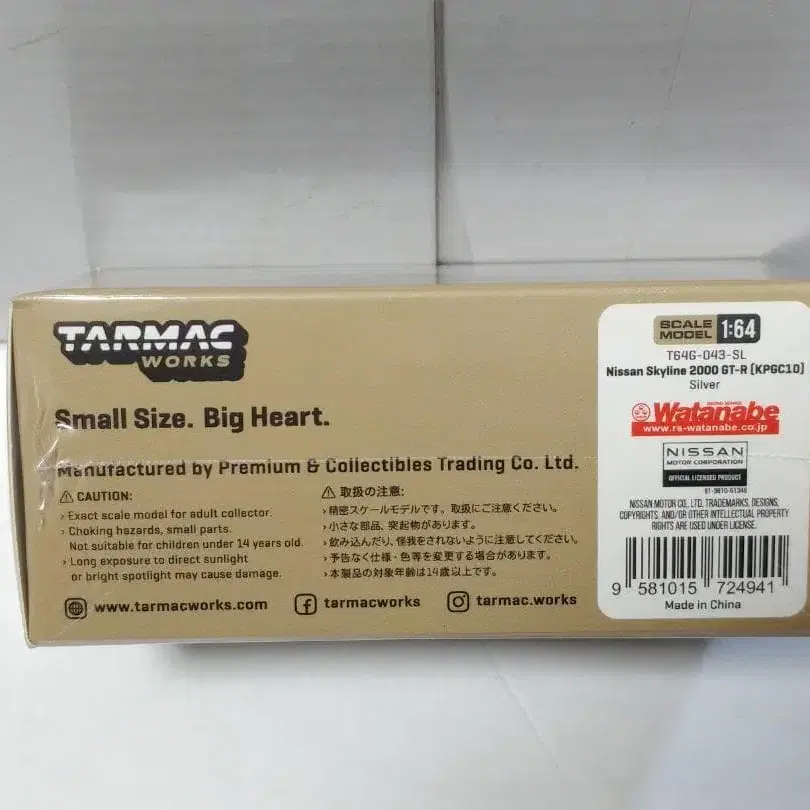 TARMAC
WORKS
Small Size. Big Heart.
Manufactured by Premium & Collectibles Trading Co. Ltd.
CAUTION:
› Exact scale model for adult collector.
› Choking hazards, small parts.
Not suitable for children under 14 years old.
› Long exposure to direct sunlight
or bright spotlight may cause damage.
取扱の注意:
›精密スケールモデルです。取扱にご注意ください。
›小さな部品、突起物があります。
›飲み込んだり、怪我をされないように注意してください。
›予告なく仕様・色等を変更する場合があります。
›本製品の対象年齢は14歳以上です。
www.tarmacworks.com
tarmacworks
tarmac.works
SCALE MODEL 1:64
T64G-043-SL
Nissan Skyline 2000 GT-R (KPGC10)
Silver
RACING SERVICE
Watanabe
www.rs-watanabe.co.jp
NISSAN
MOTOR CORPORATION
OFFICIAL LICENSED PRODUCT
NISSAN MOTOR CO., LTD. TRADEMARKS, DESIGNS,
COPYRIGHTS, AND/OR OTHER INTELLECTUAL PROPERTY
RIGHTS ARE USED UNDER LICENSE.
9 581015 724941
Made in China